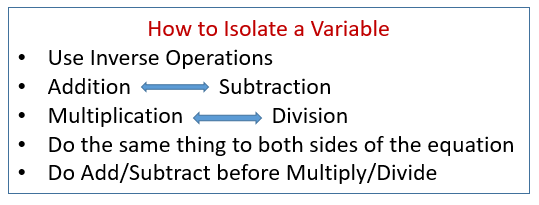 How to Isolate a Variable
• Use Inverse Operations
• Addition Subtraction
• Multiplication Division
• Do the same thing to both sides of the equation
• Do Add/Subtract before Multiply/Divide